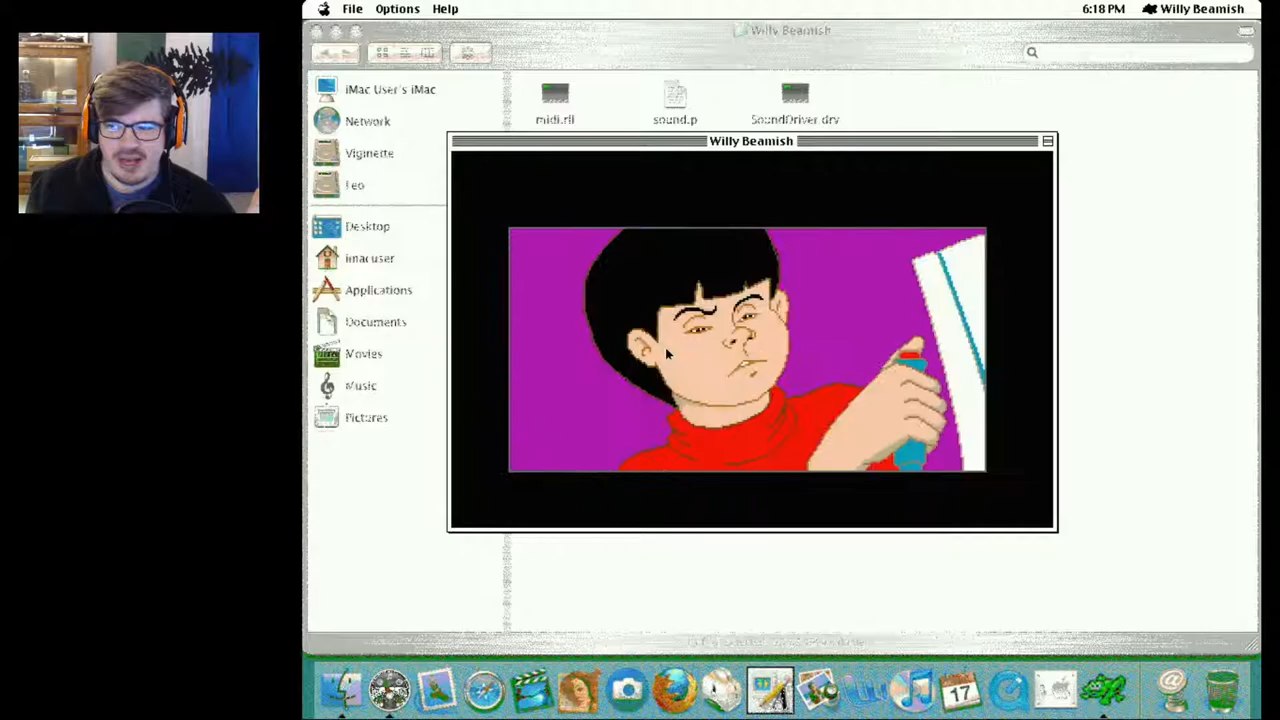 File Options Help 6:18 PM Willy Beamish
Willy Beamish
iMac User's iMac
Network
Vignette
Feo
Desktop
imacuser
Applications
Documents
Movies
Music
Pictures
midi.rll sound.p SoundDriver.drv
Willy Beamish
17